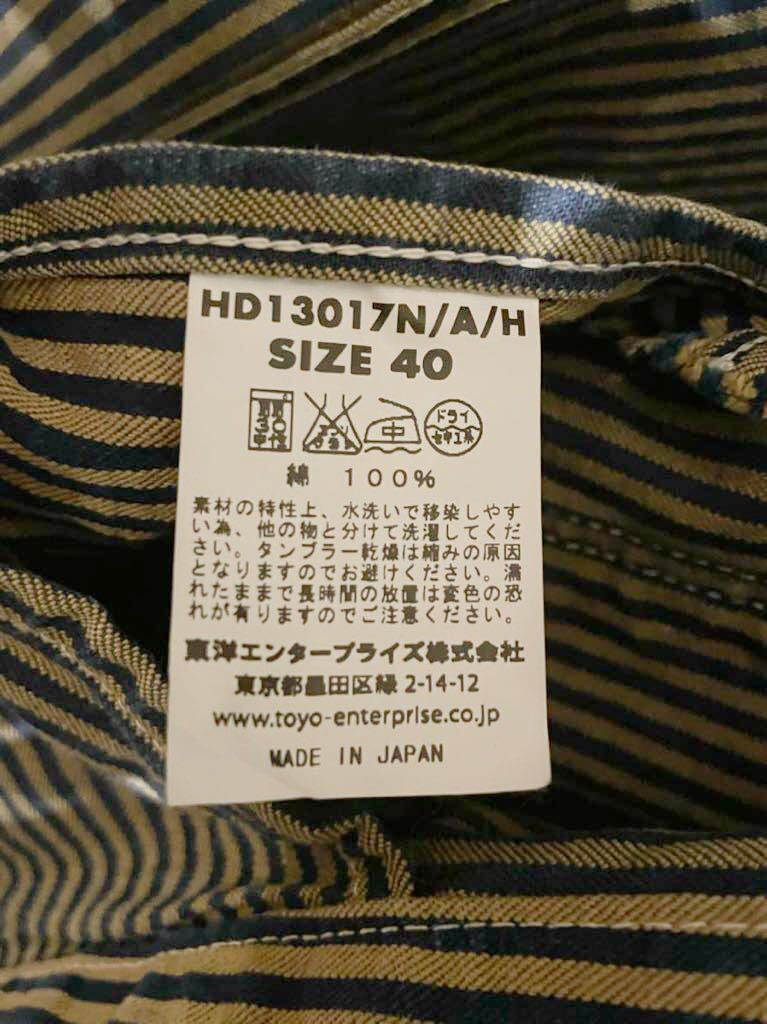 HD13017N/A/H
SIZE 40
30
中
ドライ
綿 100%
素材の特性上、水洗いで移染しやす
い為、他の物と分けて洗濯してくだ
さい。タンブラー乾燥は縮みの原因
となりますのでお避けください。濡
れたままで長時間の放置は変色の恐
れが有りますのでご注意ください。
東洋エンタープライズ株式会社
東京都墨田区緑 2-14-12
www.toyo-enterprise.co.jp
MADE IN JAPAN